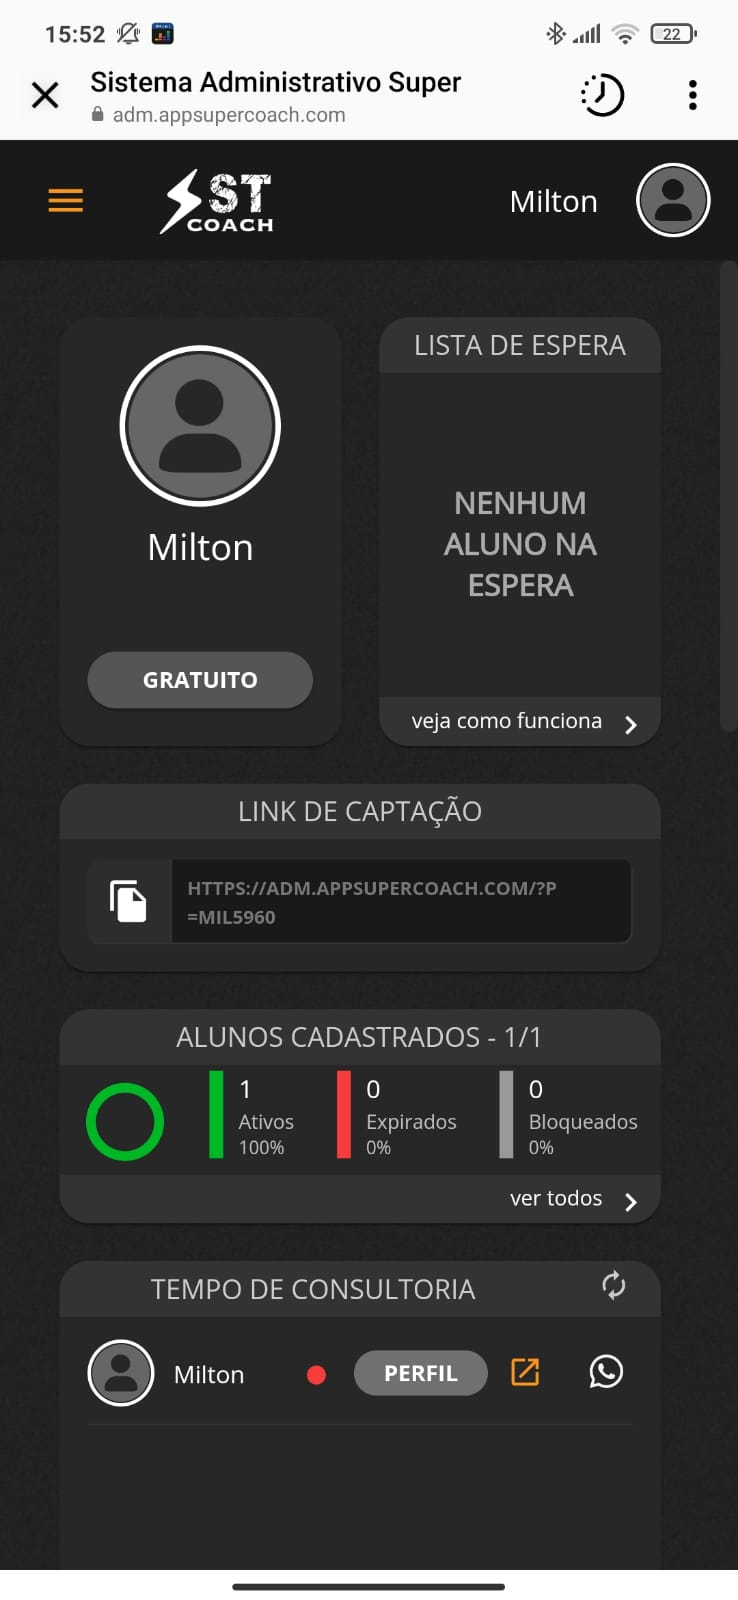 15:52
22
Sistema Administrativo Super
adm.appsupercoach.com
ST
COACH
Milton
Milton
GRATUITO
LISTA DE ESPERA
NENHUM
ALUNO NA
ESPERA
veja como funciona
LINK DE CAPTAÇÃO
HTTPS://ADM.APPSUPERCOACH.COM/?P
=MIL5960
ALUNOS CADASTRADOS - 1/1
1
Ativos
100%
0
Expirados
0%
0
Bloqueados
0%
ver todos
TEMPO DE CONSULTORIA
Milton
PERFIL